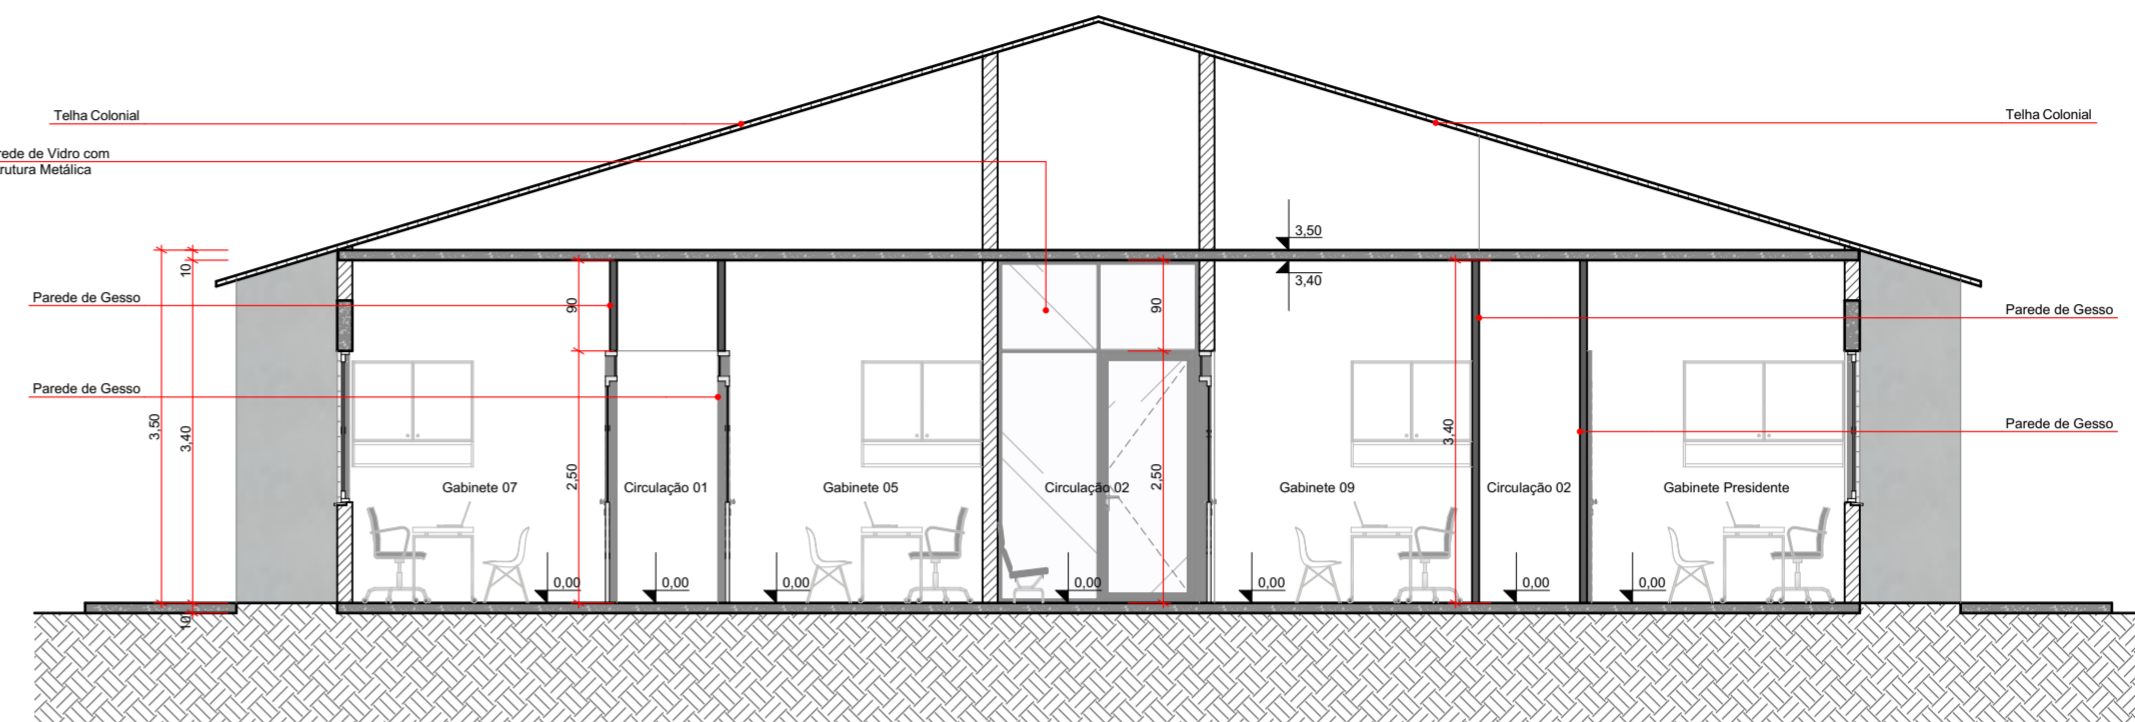 Telha Colonial
Telha Colonial
rede de Vidro com
rutura Metálica
3,50
3,40
10
90
90
Parede de Gesso
Parede de Gesso
Parede de Gesso
Parede de Gesso
3,50
3,40
2,50
2,50
3,40
Gabinete 07
Circulação 01
Gabinete 05
Circulação 02
Gabinete 09
Circulação 02
Gabinete Presidente
0,00
0,00
0,00
0,00
0,00
0,00
0,00
10